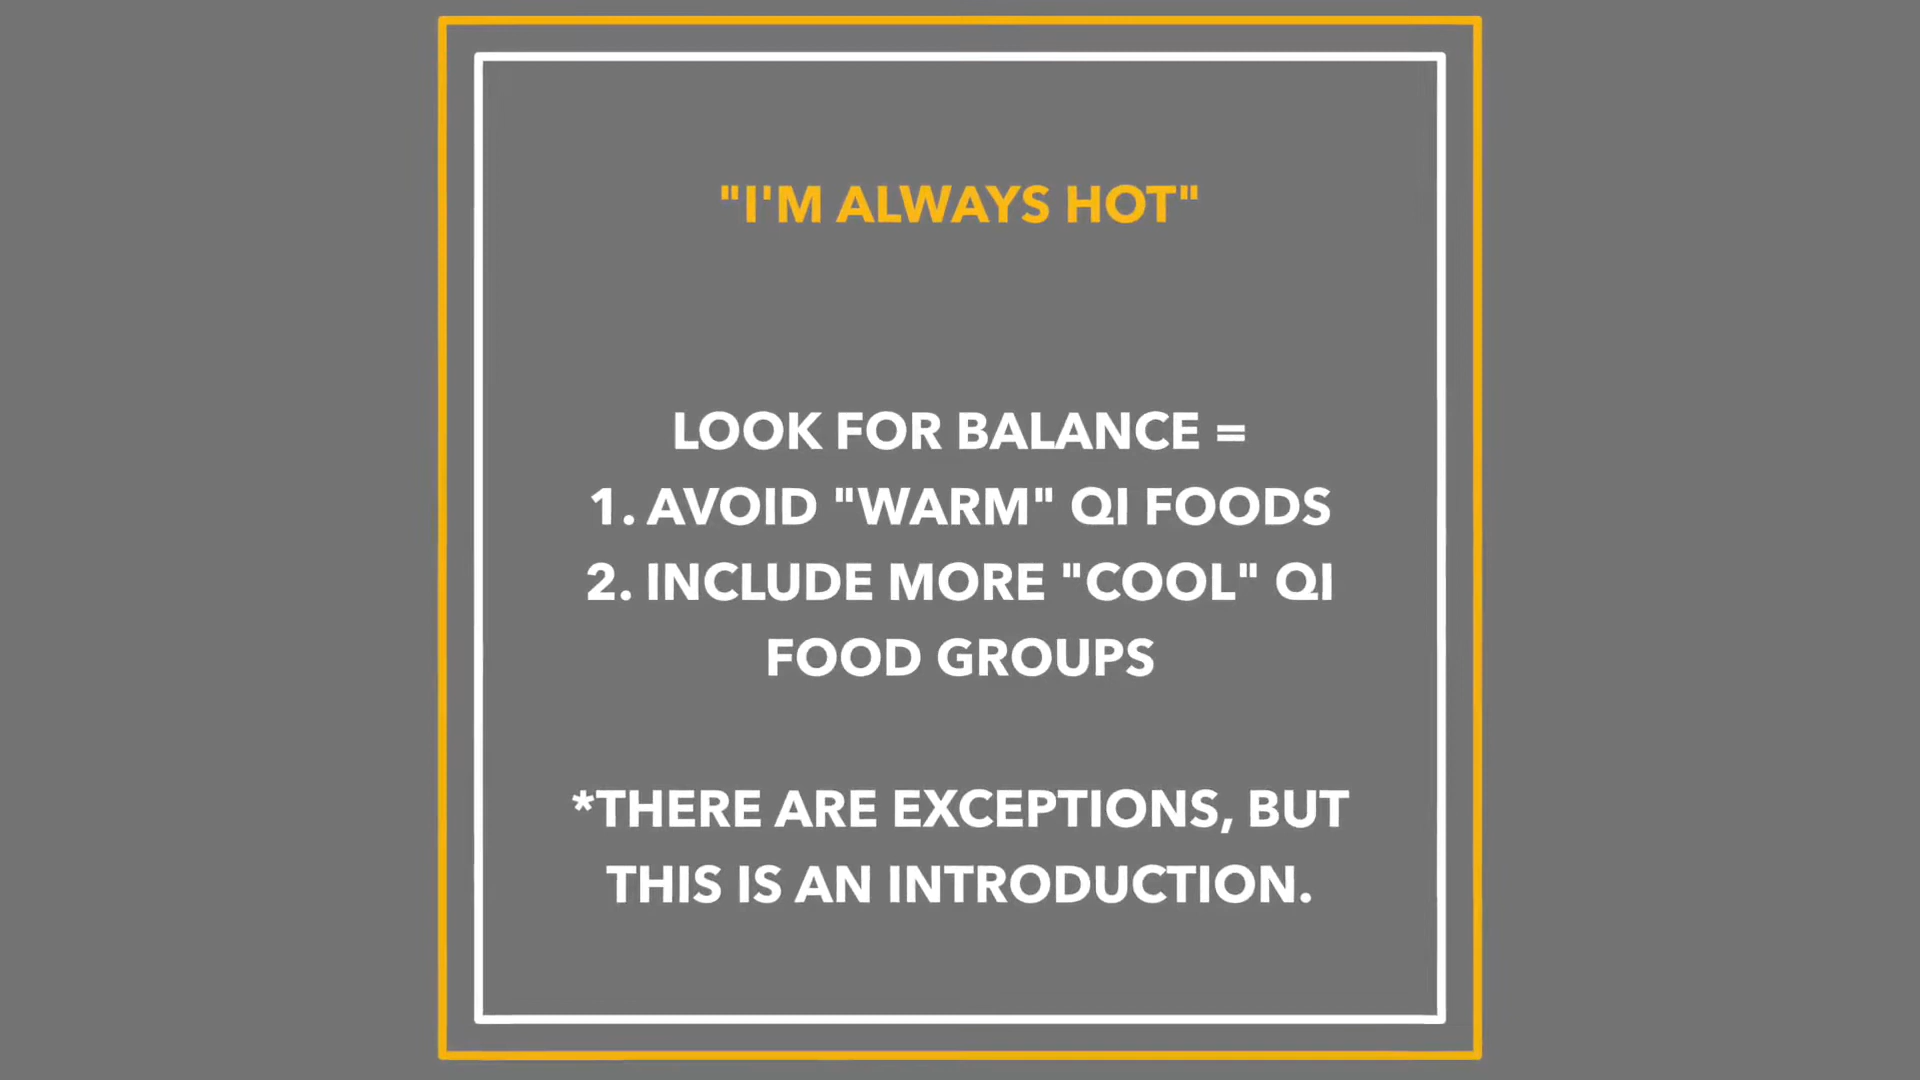 "I'M ALWAYS HOT"
LOOK FOR BALANCE =
1. AVOID "WARM" QI FOODS
2. INCLUDE MORE "COOL" QI
FOOD GROUPS
*THERE ARE EXCEPTIONS, BUT
THIS IS AN INTRODUCTION.